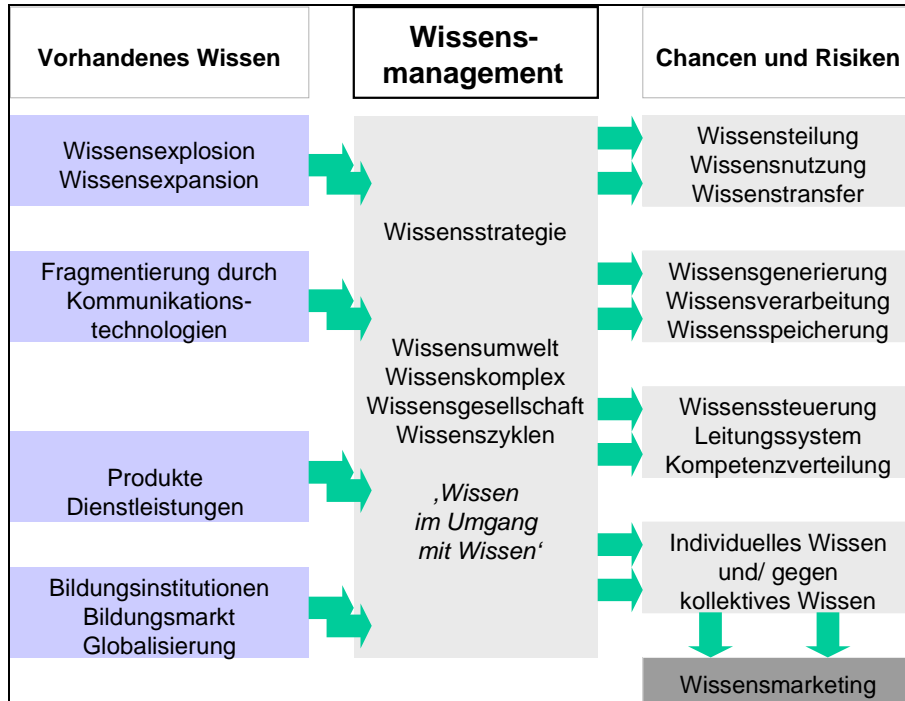 Vorhandenes Wissen
Wissensexplosion
Wissensexpansion
Fragmentierung durch
Kommunikations-
technologien
Produkte
Dienstleistungen
Bildungsinstitutionen
Bildungsmarkt
Globalisierung
Wissens-
management
Wissensstrategie
Wissensumwelt
Wissenskomplex
Wissensgesellschaft
Wissenszyklen
‚Wissen
im Umgang
mit Wissen‘
Chancen und Risiken
Wissensteilung
Wissensnutzung
Wissenstransfer
Wissensgenerierung
Wissensverarbeitung
Wissensspeicherung
Wissenssteuerung
Leitungssystem
Kompetenzverteilung
Individuelles Wissen
und/ gegen
kollektives Wissen
Wissensmarketing